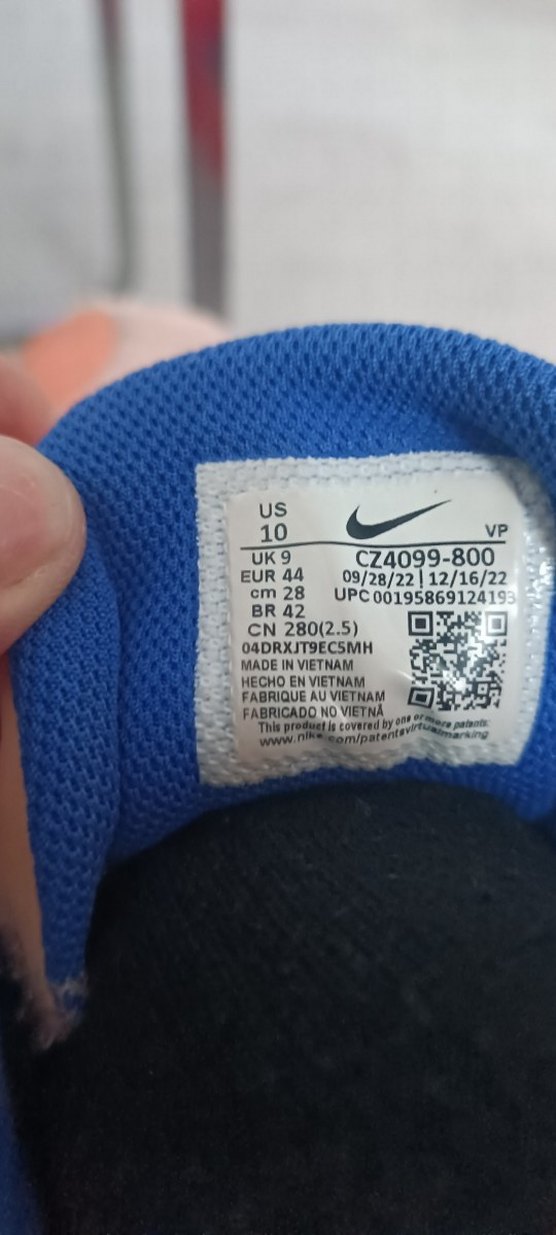 US
10
VP
UK 9
CZ4099-800
EUR 44
09/28/22 | 12/16/22
cm 28
UPC 00195869124193
BR 42
CN 280(2.5)
04DRXJT9EC5MH
MADE IN VIETNAM
HECHO EN VIETNAM
FABRIQUE AU VIETNAM
FABRICADO NO VIETNÃ
This product is covered by one or more patents:
www.nike.com/patentsvirtualmarking